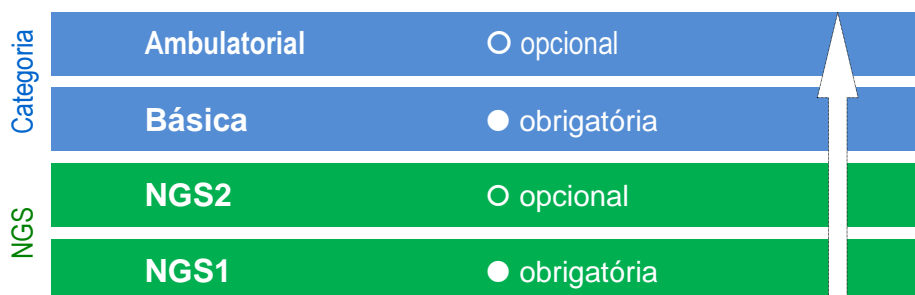 Categoria
Ambulatorial
opcional
Básica
obrigatória
NGS
NGS2
opcional
NGS1
obrigatória